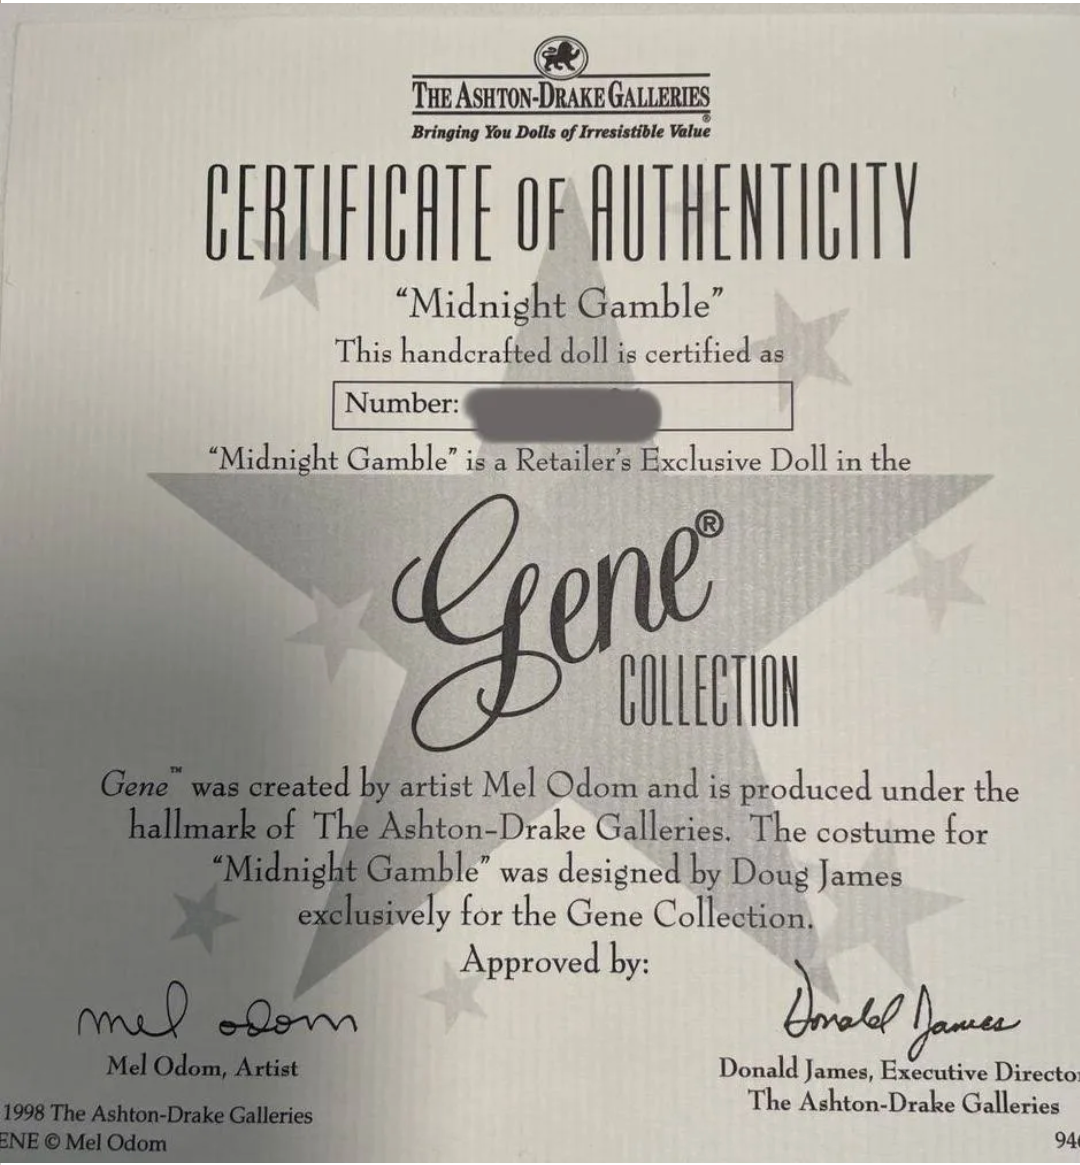 THE ASHTON-DRAKE GALLERIES®
Bringing You Dolls of Irresistible Value
CERTIFICATE OF AUTHENTICITY
“Midnight Gamble”
This handcrafted doll is certified as
Number:
“Midnight Gamble” is a Retailer’s Exclusive Doll in the
Gene®
COLLECTION
Gene™ was created by artist Mel Odom and is produced under the
hallmark of The Ashton-Drake Galleries. The costume for
“Midnight Gamble” was designed by Doug James
exclusively for the Gene Collection.
Approved by:
mel odom
Donald James
Mel Odom, Artist
Donald James, Executive Director
The Ashton-Drake Galleries
1998 The Ashton-Drake Galleries
ENE © Mel Odom